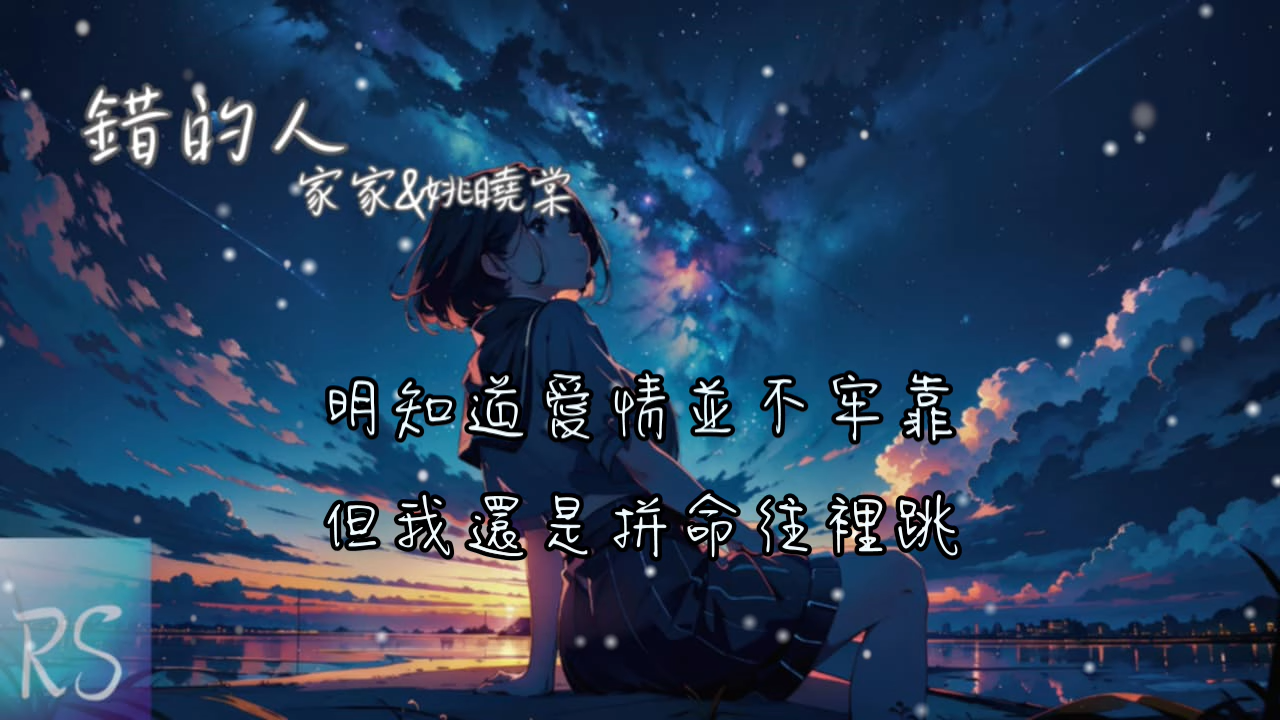 錯的人
家家&姚曉棠
明知道愛情並不牢靠
但我還是拼命往裡跳
RS